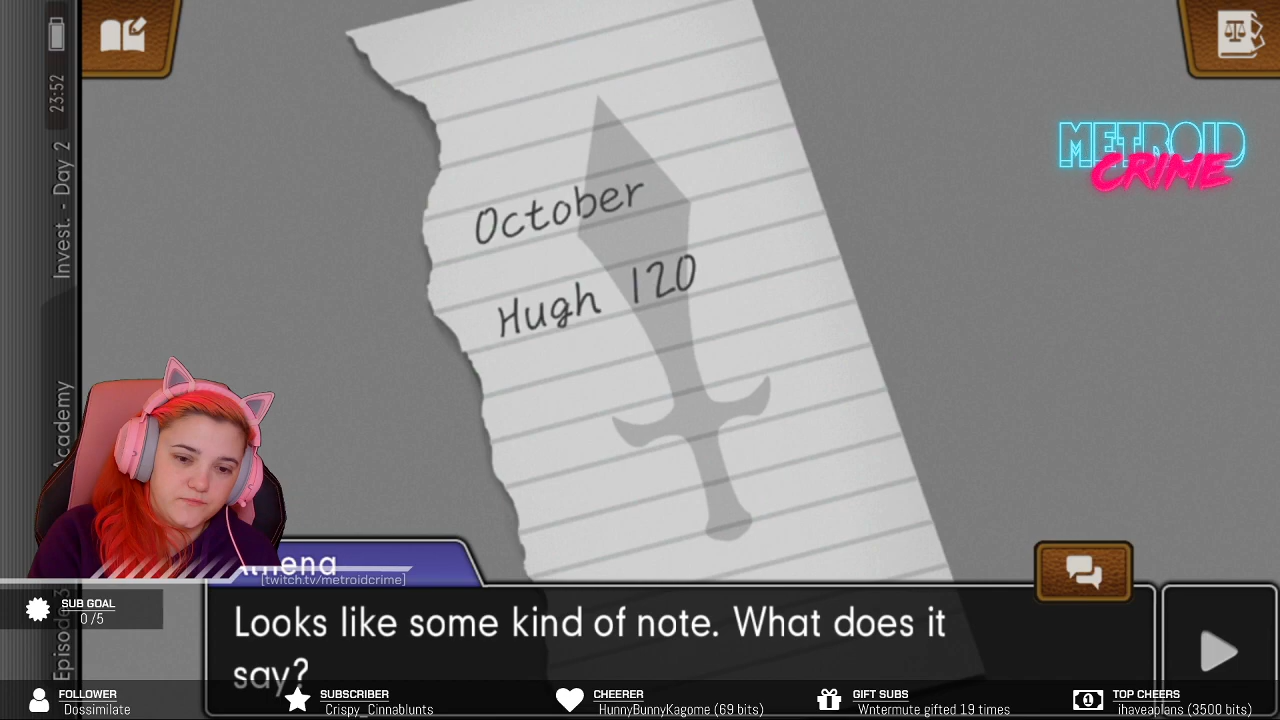 23:52
Invest. - Day 2
Academy
METROID
CRIME
October
Hugh 120
[twitch.tv/metroidcrime]
Looks like some kind of note. What does it
say?
SUB GOAL
0 /5
FOLLOWER
Dossimilate
SUBSCRIBER
Crispy_Cinnablunts
CHEERER
HunnyBunnyKagome (69 bits)
GIFT SUBS
Wntermute gifted 19 times
TOP CHEERS
ihaveaplans (3500 bits)